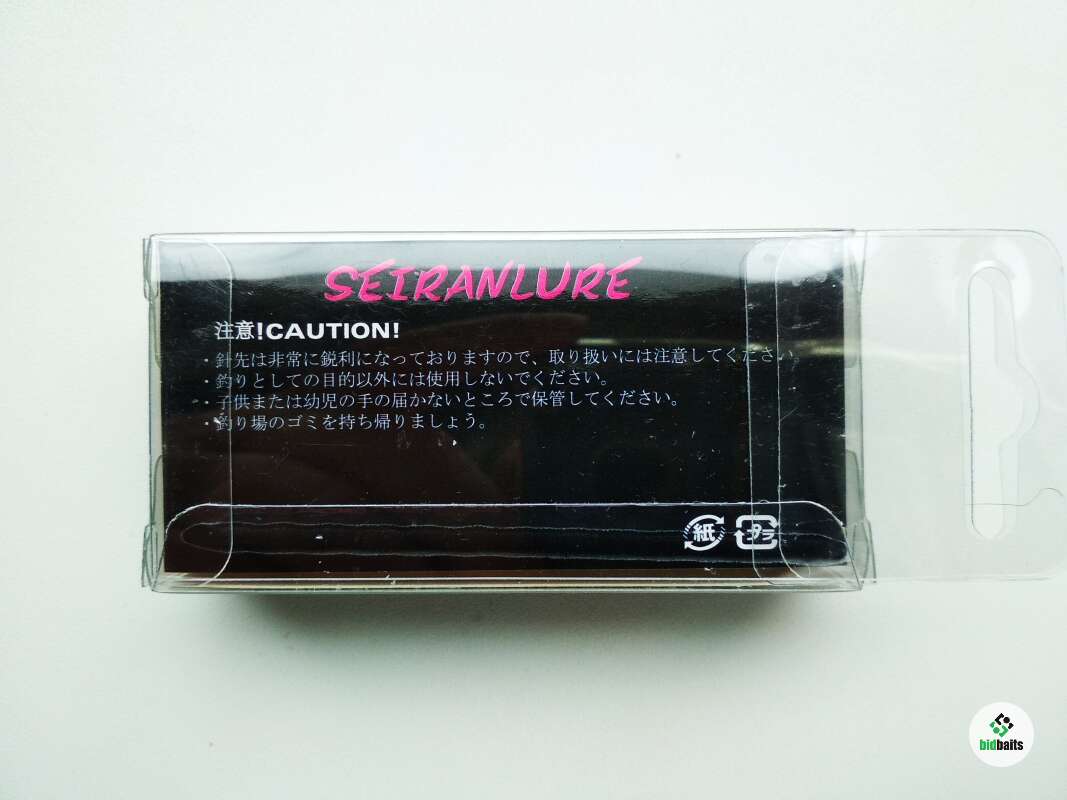 SEIRANLURE
注意!CAUTION!
・針先は非常に鋭利になっておりますので、取り扱いには注意してください。
・釣りとしての目的以外には使用しないでください。
・子供または幼児の手の届かないところで保管してください。
・釣り場のゴミを持ち帰りましょう。
紙 プラ
bidbaits